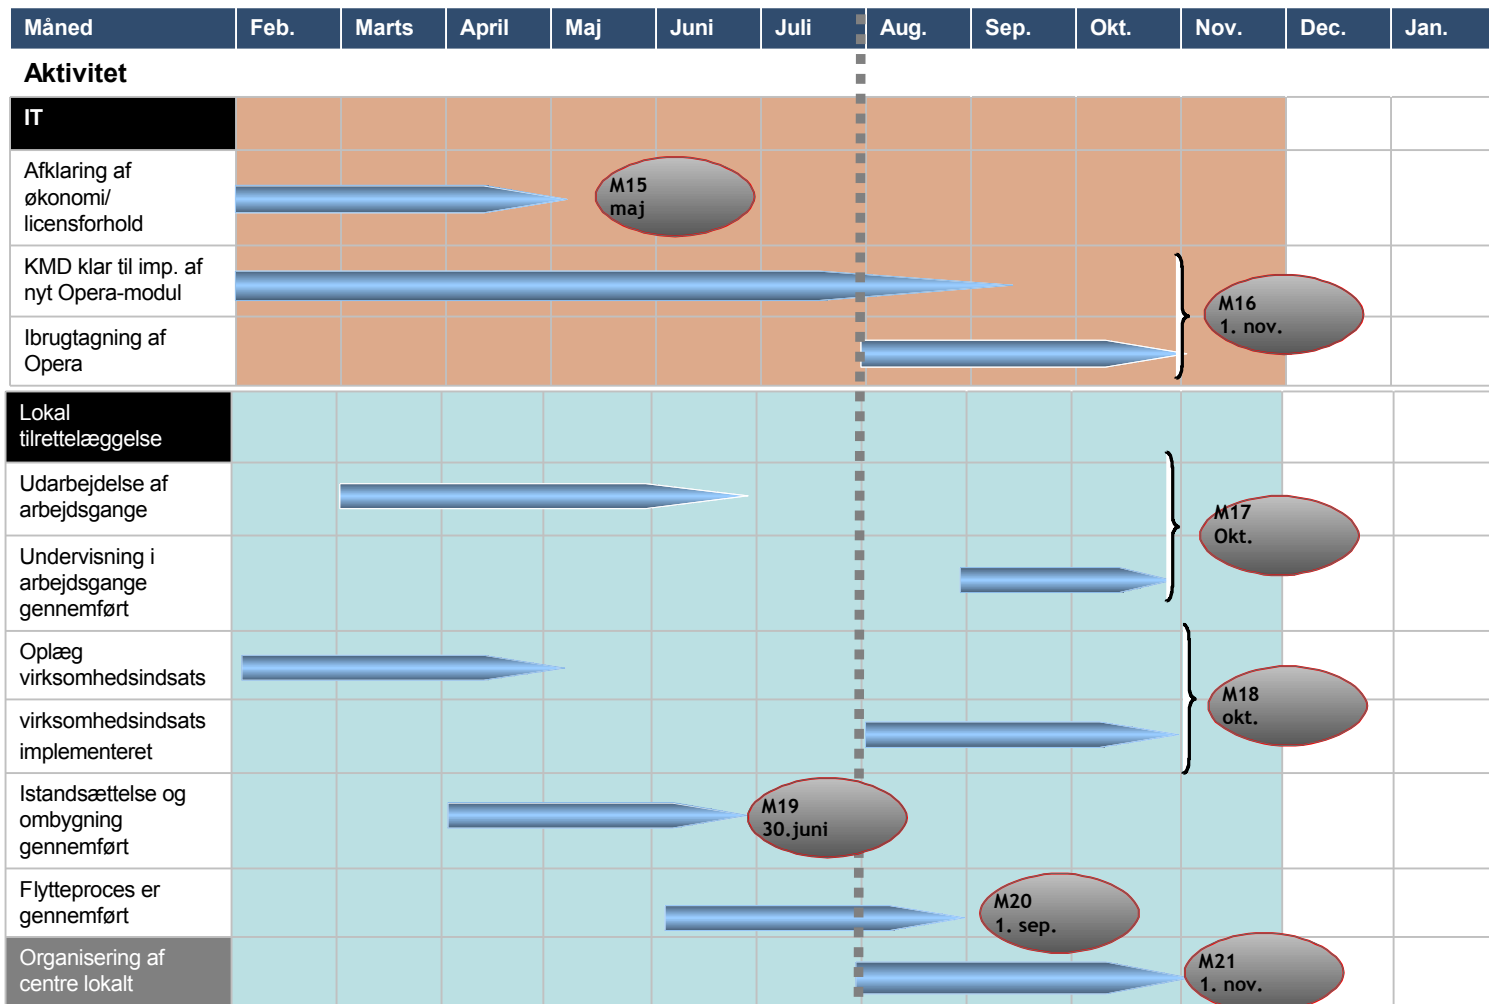 Måned Feb. Marts April Maj Juni Juli Aug. Sep. Okt. Nov. Dec. Jan.
Aktivitet
IT
Afklaring af
økonomi/
licensforhold
M15
maj
KMD klar til imp. af
nyt Opera-modul
M16
1. nov.
Ibrugtagning af
Opera
Lokal
tilrettelæggelse
Udarbejdelse af
arbejdsgange
M17
Okt.
Undervisning i
arbejdsgange
gennemført
Oplæg
virksomhedsindsats
M18
okt.
virksomhedsindsats
implementeret
Istandsættelse og
ombygning
gennemført
M19
30.juni
Flytteproces er
gennemført
M20
1. sep.
Organisering af
centre lokalt
M21
1. nov.